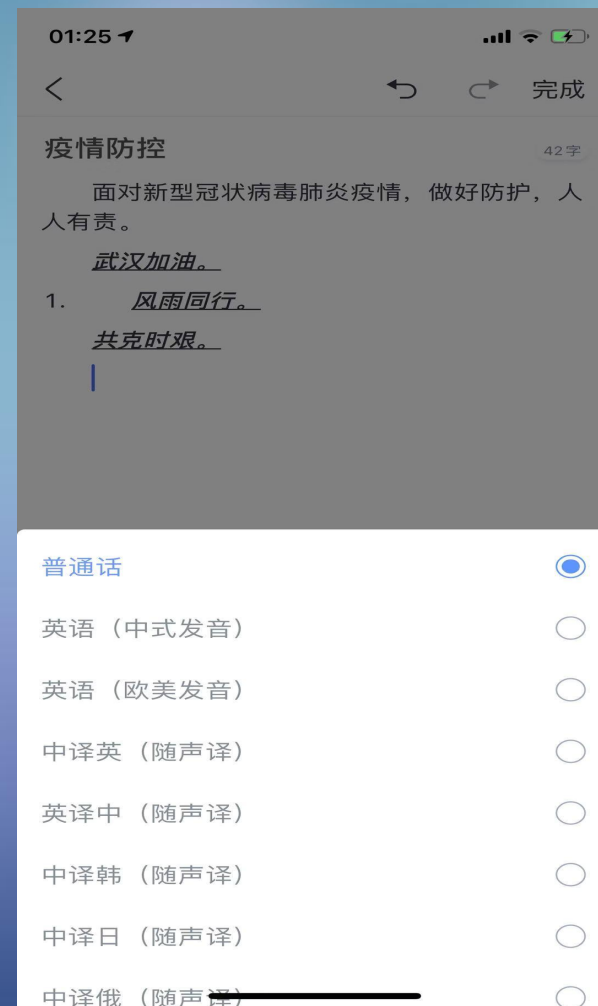 01:25
完成
疫情防控
42字
面对新型冠状病毒肺炎疫情，做好防护，人
人有责。
武汉加油。
1. 风雨同行。
共克时艰。
普通话
英语（中式发音）
英语（欧美发音）
中译英（随声译）
英译中（随声译）
中译韩（随声译）
中译日（随声译）
中译俄（随声译）